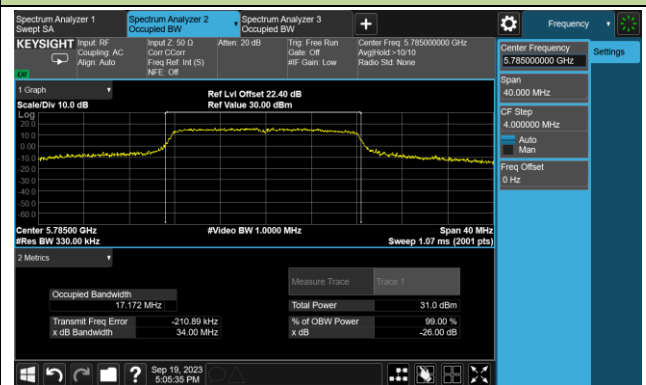 Spectrum Analyzer 1
Swept SA
Spectrum Analyzer 2
Occupied BW
Spectrum Analyzer 3
Occupied BW
+
Frequency
KEYSIGHT
Input: RF
Coupling: AC
Align: Auto
Input Z: 50 Ω
Corr CCorr
Freq Ref: Int (S)
NFE: Off
Atten: 20 dB
Trig: Free Run
Gate: Off
#IF Gain: Low
Center Freq: 5.785000000 GHz
Avg|Hold:>10/10
Radio Std: None
Center Frequency
5.785000000 GHz
Settings
Span
40.000 MHz
CF Step
4.000000 MHz
Auto
Man
Freq Offset
0 Hz
1 Graph
Scale/Div 10.0 dB
Ref Lvl Offset 22.40 dB
Ref Value 30.00 dBm
Log
20.0
10.0
0.00
-10.0
-20.0
-30.0
-40.0
-50.0
-60.0
Center 5.78500 GHz
#Res BW 330.00 kHz
#Video BW 1.0000 MHz
Span 40 MHz
Sweep 1.07 ms (2001 pts)
2 Metrics
Measure Trace
Trace 1
Occupied Bandwidth
17.172 MHz
Total Power
31.0 dBm
Transmit Freq Error
-210.89 kHz
% of OBW Power
99.00 %
x dB Bandwidth
34.00 MHz
x dB
-26.00 dB
?
Sep 19, 2023
5:05:35 PM